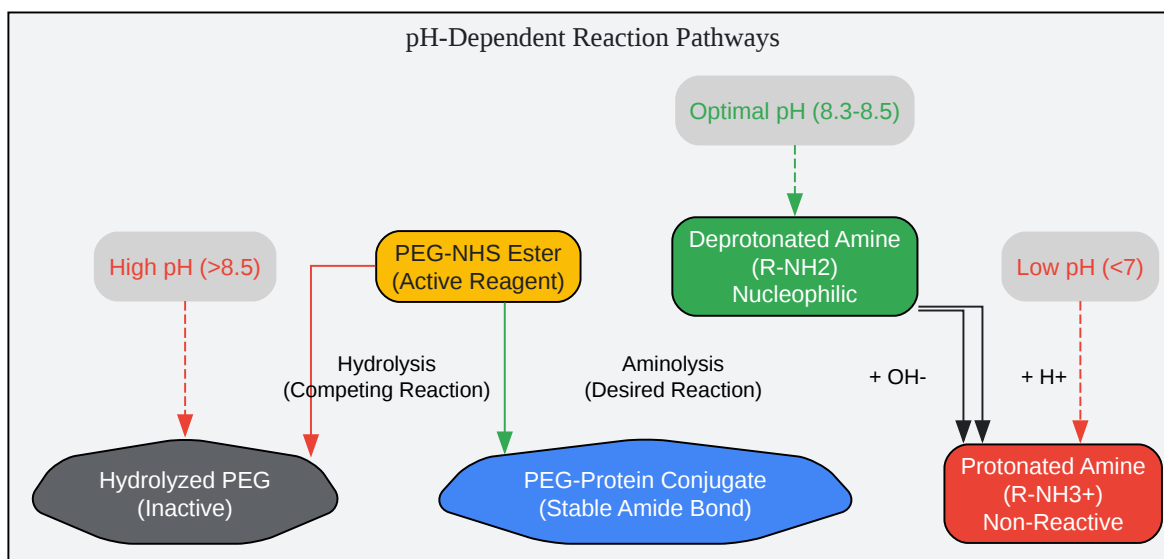 pH-Dependent Reaction Pathways
Optimal pH (8.3-8.5)
High pH (>8.5)
PEG-NHS Ester
(Active Reagent)
Deprotonated Amine
(R-NH2)
Nucleophilic
Low pH (<7)
Hydrolysis
(Competing Reaction)
Aminolysis
(Desired Reaction)
+ OH-
+ H+
Hydrolyzed PEG
(Inactive)
PEG-Protein Conjugate
(Stable Amide Bond)
Protonated Amine
(R-NH3+)
Non-Reactive